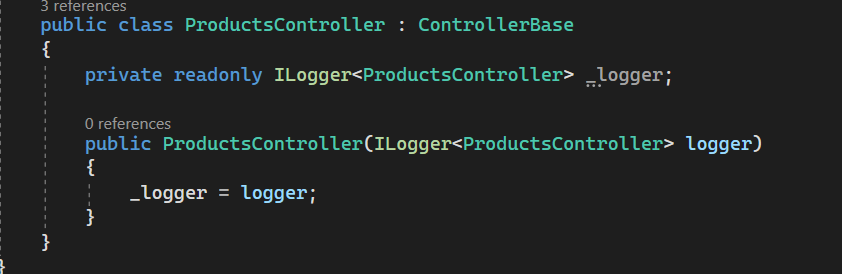 3 references
public class ProductsController : ControllerBase
{
private readonly ILogger<ProductsController> _logger;
0 references
public ProductsController(ILogger<ProductsController> logger)
{
_logger = logger;
}
}
}